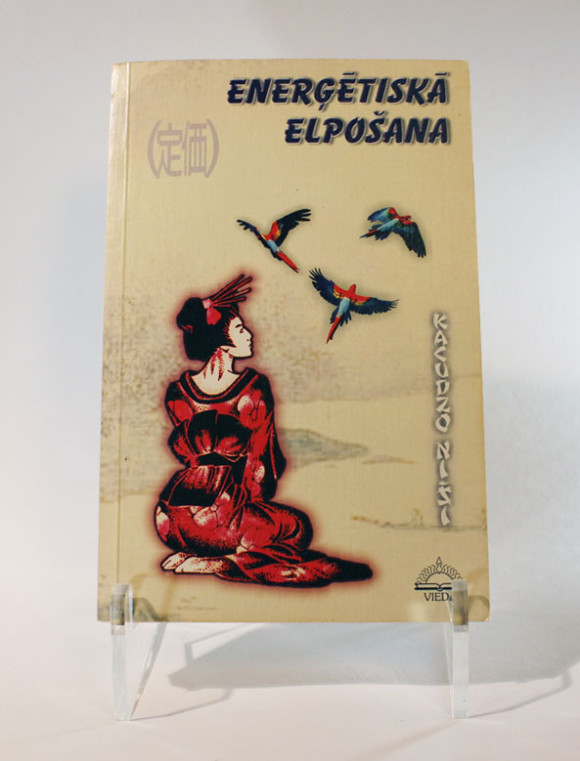 ENERĢĒTISKĀ
ELPOŠANA
(定価)
KACUDZO NIŠI
VIEDA